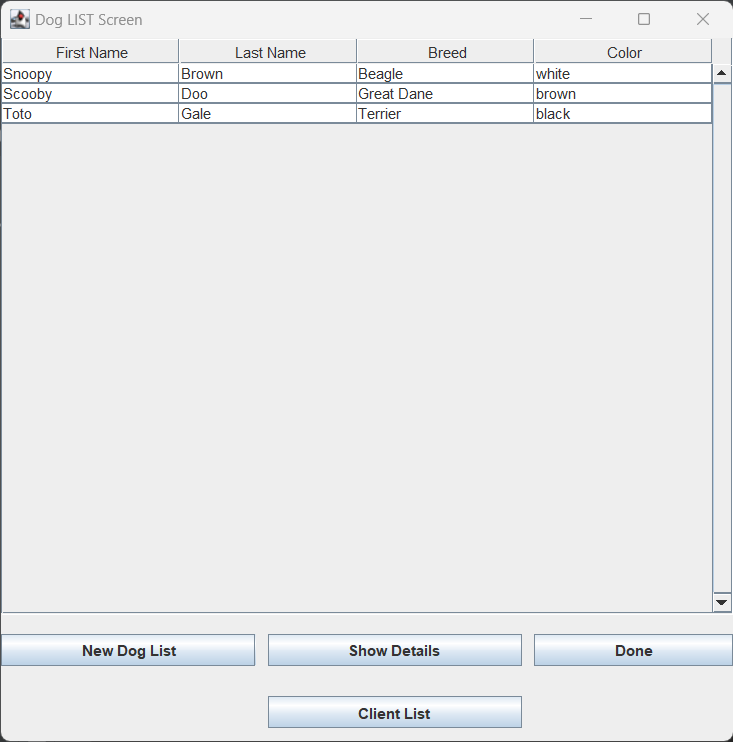 Dog LIST Screen
First Name Last Name Breed Color
Snoopy Brown Beagle white
Scooby Doo Great Dane brown
Toto Gale Terrier black
New Dog List Show Details Done
Client List